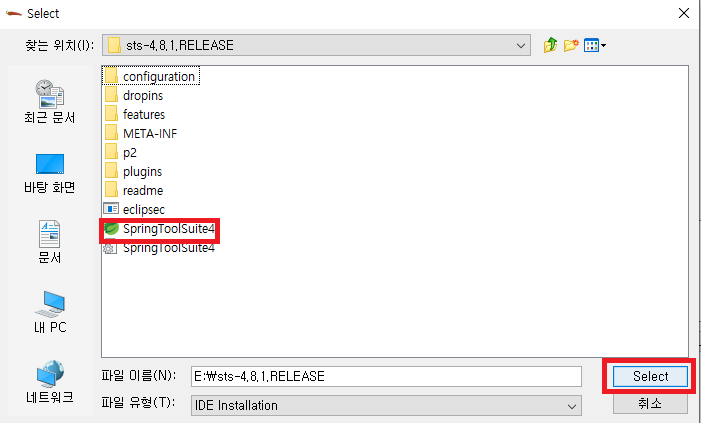 Select
찾는 위치(I):
sts-4.8.1.RELEASE
최근 문서
바탕 화면
문서
내 PC
네트워크
configuration
dropins
features
META-INF
p2
plugins
readme
eclipsec
SpringToolSuite4
SpringToolSuite4
파일 이름(N):
E:₩sts-4.8.1.RELEASE
Select
파일 유형(T):
IDE Installation
취소